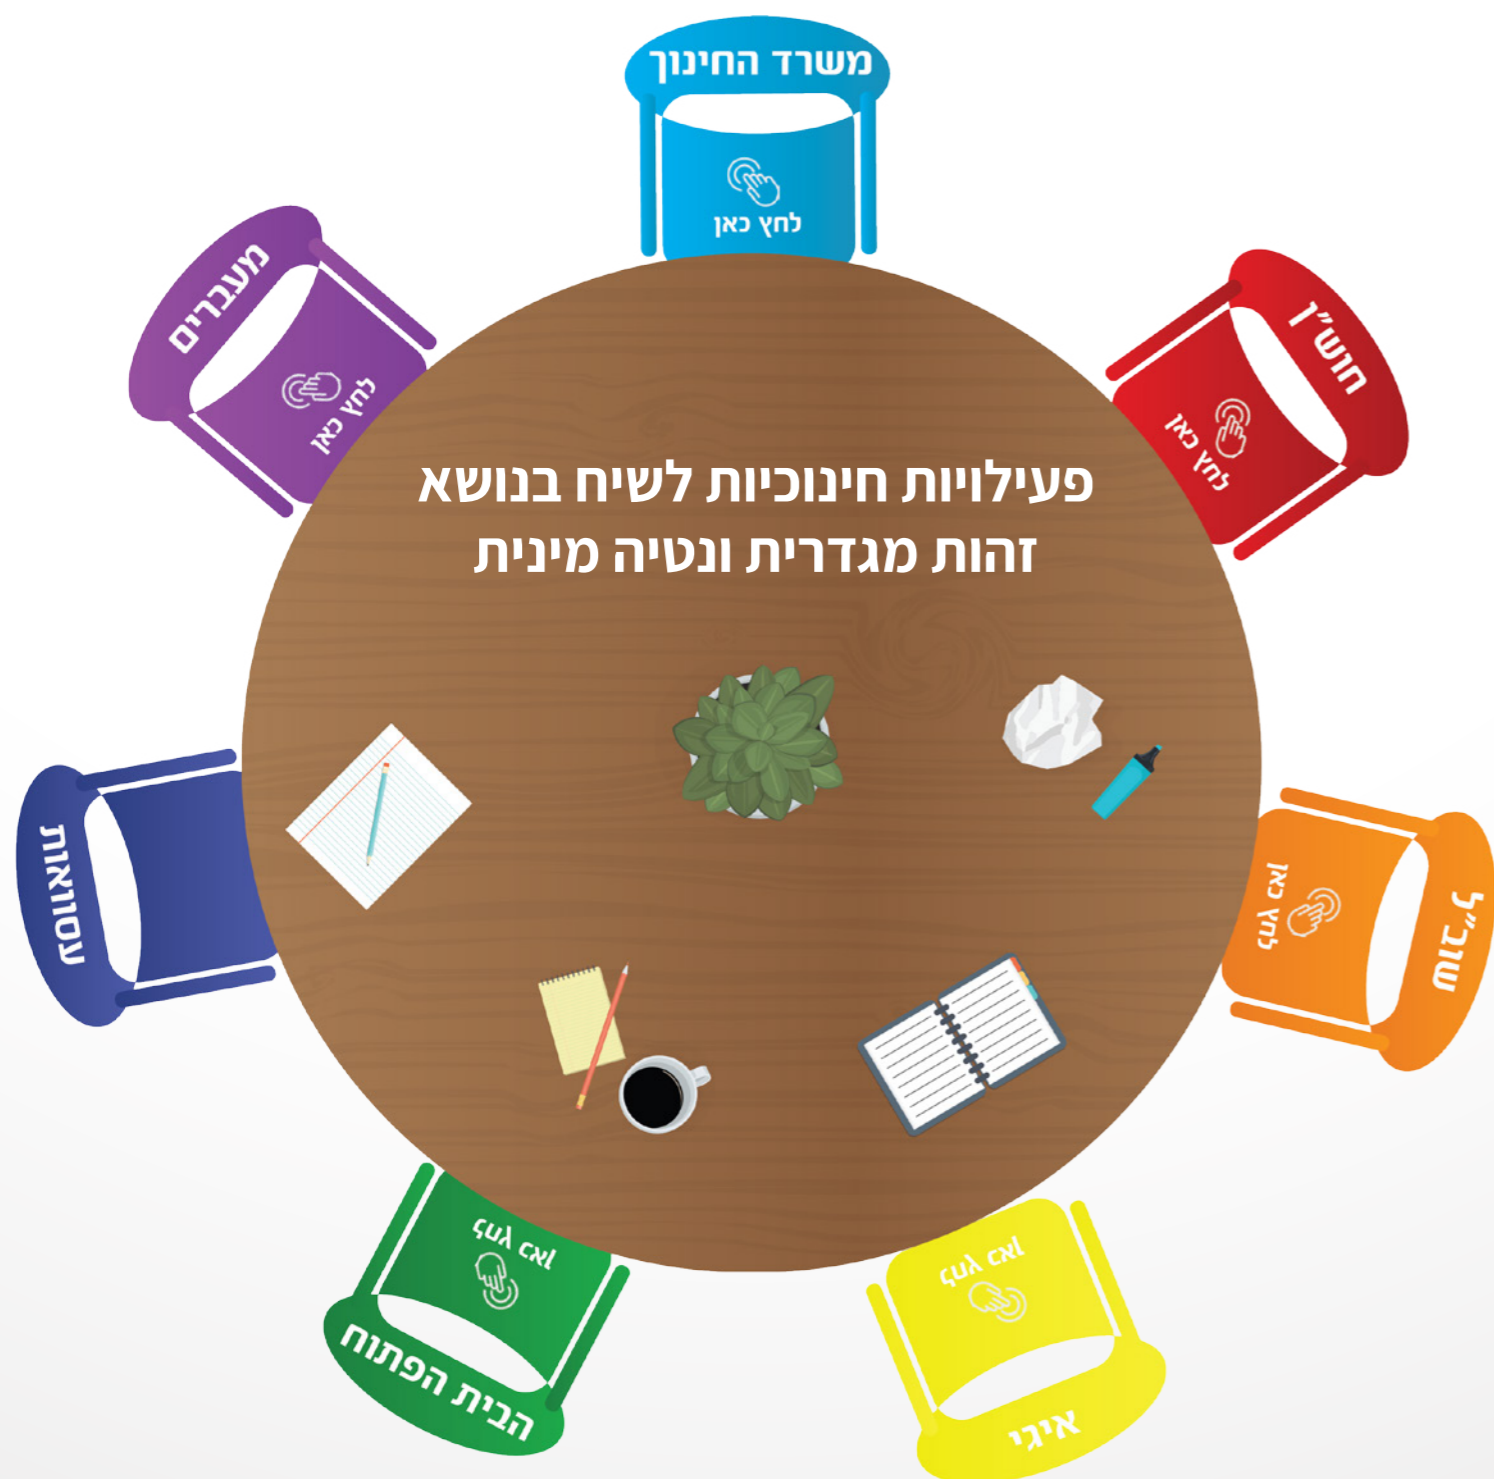 משרד החינוך
לחץ כאן
חוש"ן
לחץ כאן
שוב"ל
לחץ כאן
איגי
לחץ כאן
הבית הפתוח
לחץ כאן
עסוואות
מעברים
לחץ כאן
פעילויות חינוכיות לשיח בנושא
זהות מגדרית ונטיה מינית